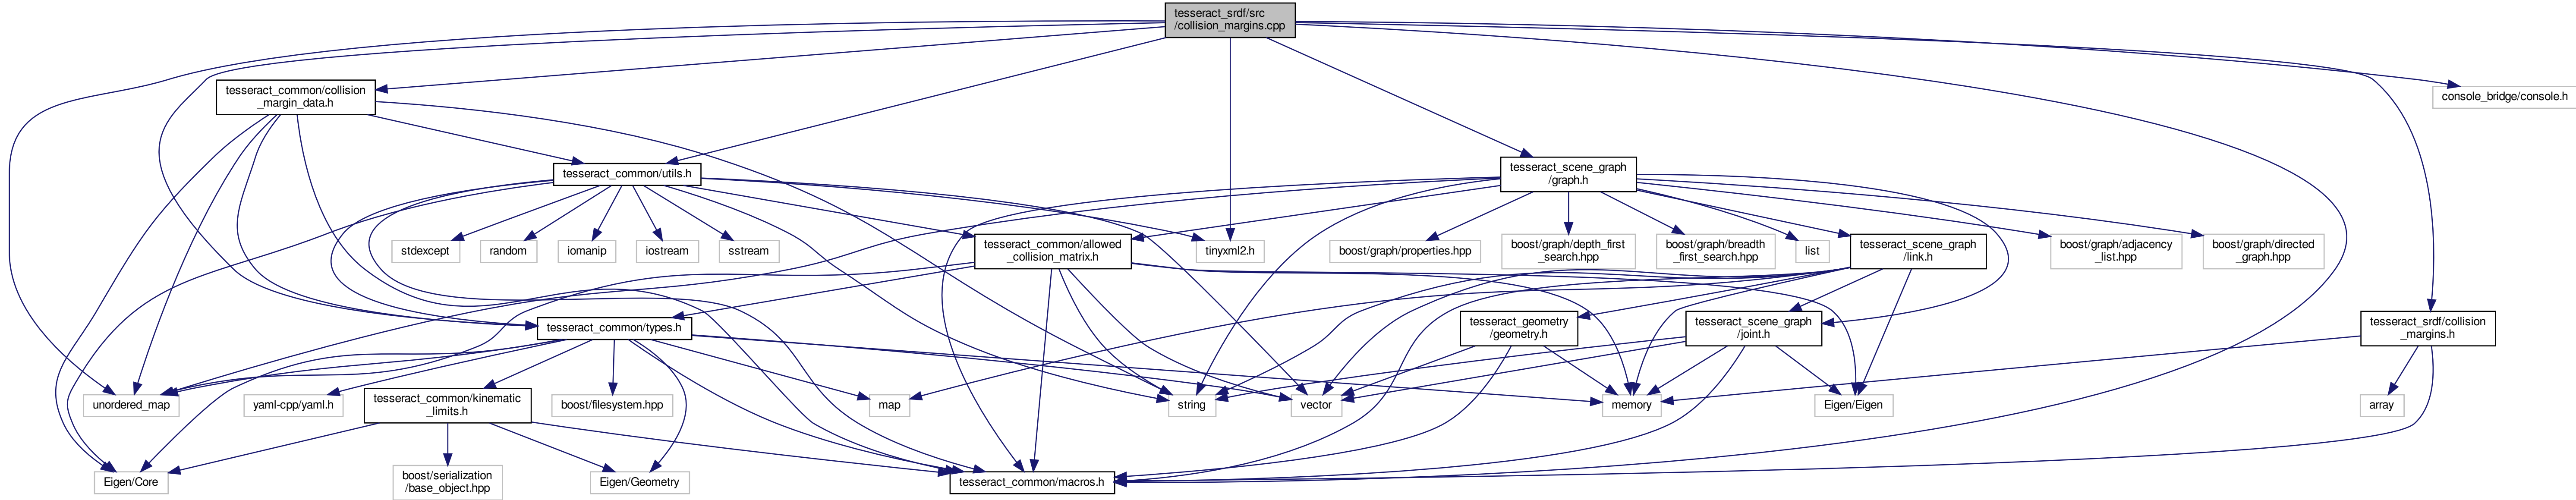 tesseract_srdf/src
/collision_margins.cpp
tesseract_common/collision
_margin_data.h
console_bridge/console.h
tesseract_common/utils.h
tesseract_scene_graph
/graph.h
stdexcept
random
iomanip
iostream
sstream
tesseract_common/allowed
_collision_matrix.h
tinyxml2.h
boost/graph/properties.hpp
boost/graph/depth_first
_search.hpp
boost/graph/breadth
_first_search.hpp
list
tesseract_scene_graph
/link.h
boost/graph/adjacency
_list.hpp
boost/graph/directed
_graph.hpp
tesseract_common/types.h
tesseract_geometry
/geometry.h
tesseract_scene_graph
/joint.h
tesseract_srdf/collision
_margins.h
unordered_map
yaml-cpp/yaml.h
tesseract_common/kinematic
_limits.h
boost/filesystem.hpp
map
string
vector
memory
Eigen/Eigen
array
Eigen/Core
boost/serialization
/base_object.hpp
Eigen/Geometry
tesseract_common/macros.h